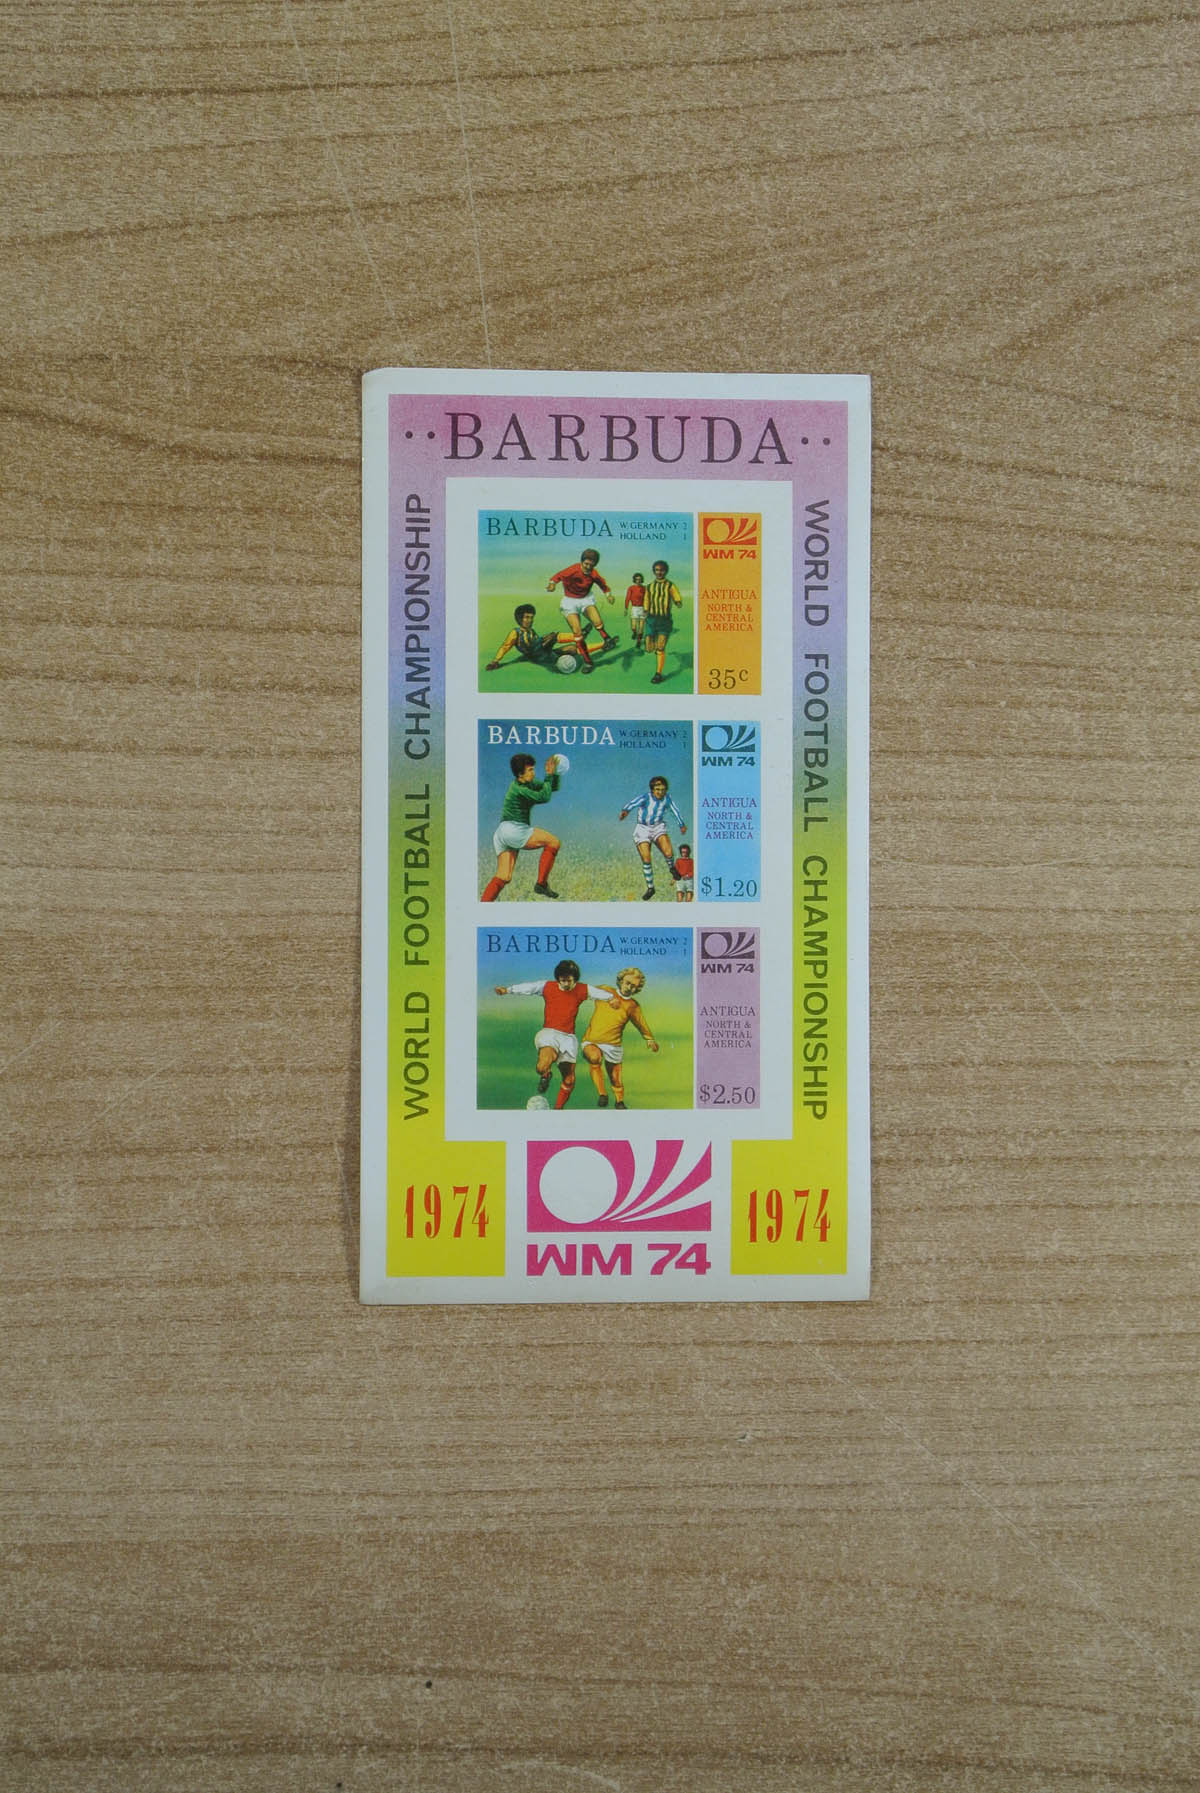 ··BARBUDA··
WORLD FOOTBALL CHAMPIONSHIP
WORLD FOOTBALL CHAMPIONSHIP
BARBUDA W.GERMANY 2
HOLLAND 1
WM 74
ANTIGUA
NORTH &
CENTRAL
AMERICA
35c
BARBUDA W.GERMANY 2
HOLLAND 1
WM 74
ANTIGUA
NORTH &
CENTRAL
AMERICA
$1.20
BARBUDA W.GERMANY 2
HOLLAND 1
WM 74
ANTIGUA
NORTH &
CENTRAL
AMERICA
$2.50
1974
WM 74
1974